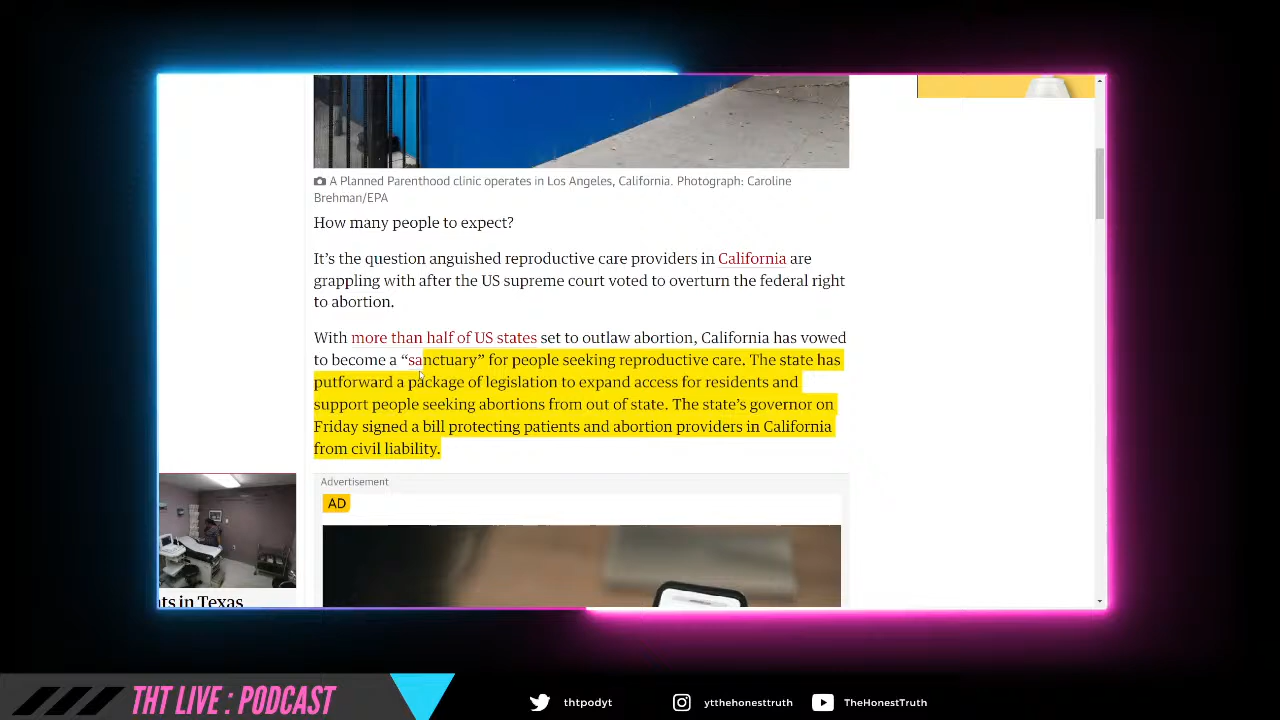 A Planned Parenthood clinic operates in Los Angeles, California. Photograph: Caroline
Brehman/EPA
How many people to expect?
It’s the question anguished reproductive care providers in California are
grappling with after the US supreme court voted to overturn the federal right
to abortion.
With more than half of US states set to outlaw abortion, California has vowed
to become a “sanctuary” for people seeking reproductive care. The state has
putforward a package of legislation to expand access for residents and
support people seeking abortions from out of state. The state’s governor on
Friday signed a bill protecting patients and abortion providers in California
from civil liability.
Advertisement
AD
nts in Texas
THT LIVE : PODCAST
thtpodyt
ytthehonesttruth
TheHonestTruth